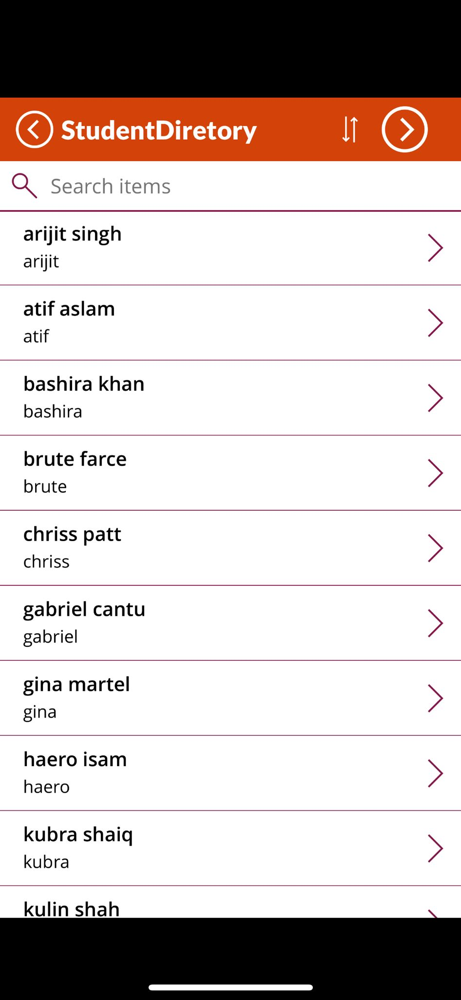 StudentDiretory
Search items
arijit singh
arijit
atif aslam
atif
bashira khan
bashira
brute farce
brute
chriss patt
chriss
gabriel cantu
gabriel
gina martel
gina
haero isam
haero
kubra shaiq
kubra
kulin shah